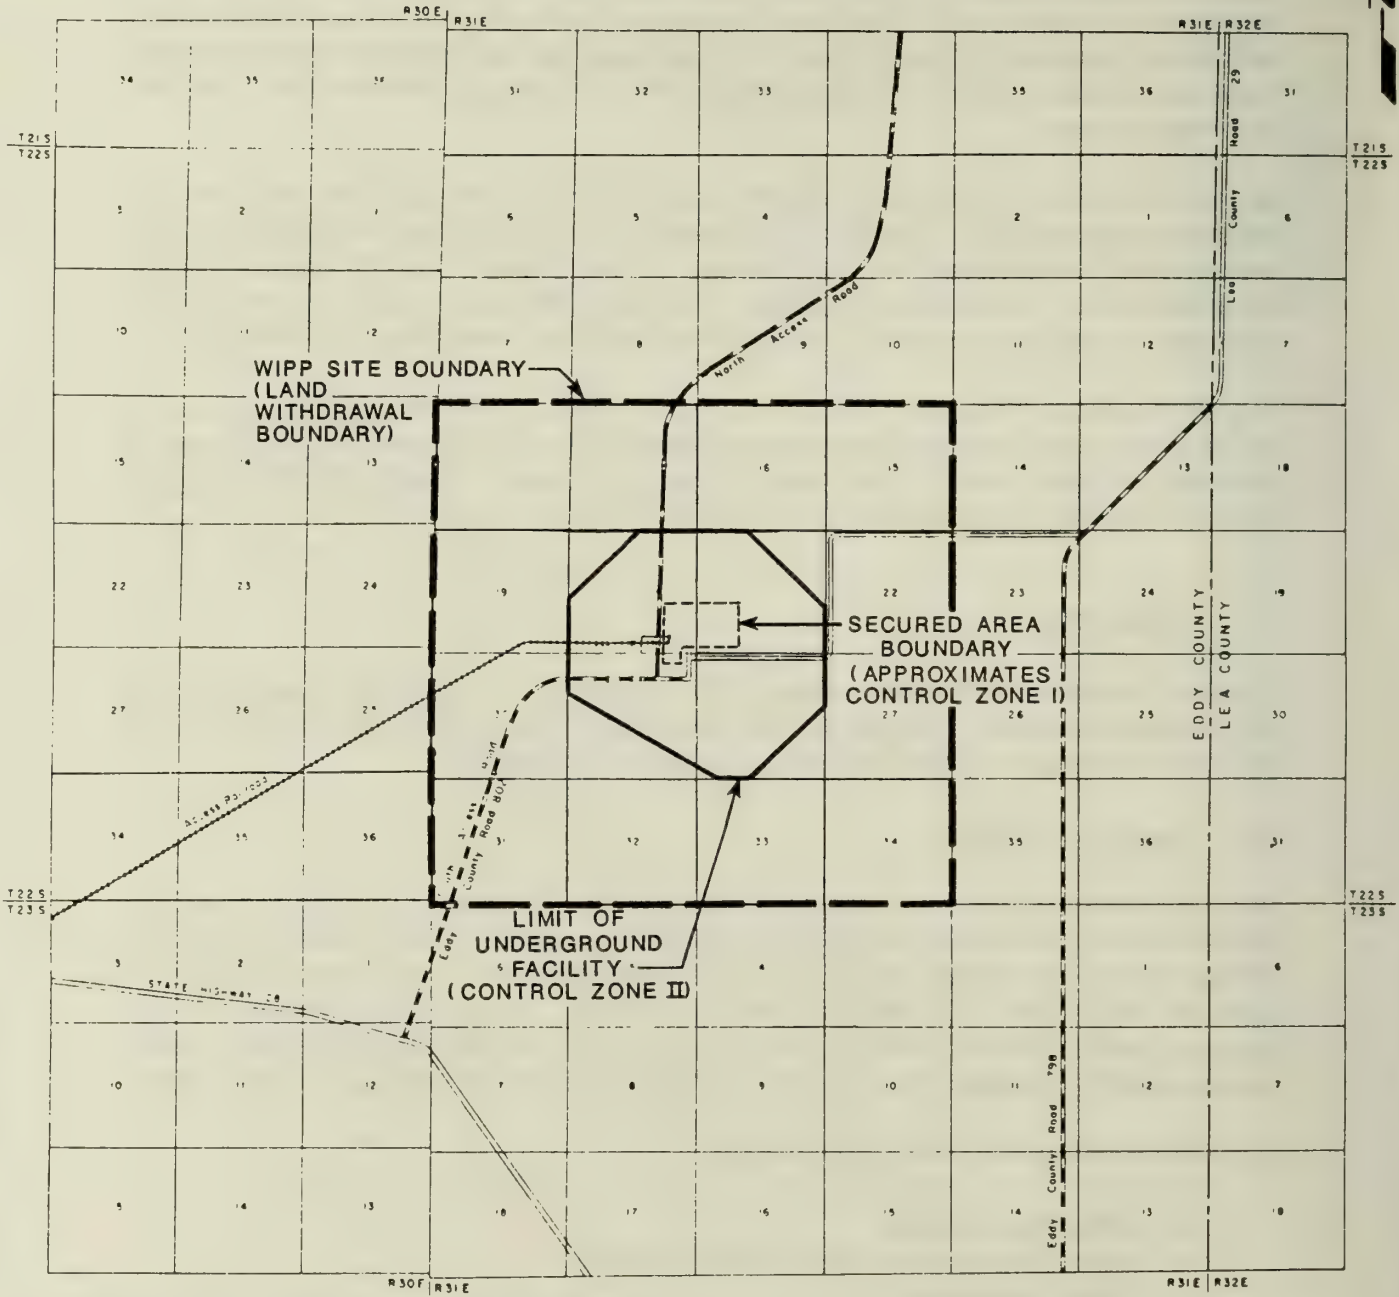 R30E R31E
R31E R32E
34 35 31 32 33 35 36 31
Lea County Road 29
T21S
T22S
T21S
T22S
3 2 1 6 5 4 2 1 6
North Access Road
10 11 12 7 8 9 10 11 12 7
WIPP SITE BOUNDARY
(LAND
WITHDRAWAL
BOUNDARY)
15 14 13 16 15 14 13 18
22 23 24 19 22 23 24 19
SECURED AREA
BOUNDARY
(APPROXIMATES
CONTROL ZONE I)
EDDY COUNTY
LEA COUNTY
27 26 25 27 26 25 30
Access Railroad
County Road 802
34 35 36 31 32 33 34 35 36 31
T22S
T23S
T22S
T23S
LIMIT OF
UNDERGROUND
FACILITY
(CONTROL ZONE II)
Eddy
3 2 1 4 1 6
STATE HIGHWAY
10 11 12 7 8 9 10 11 12 7
Eddy County Road 798
14 13 18 17 16 15 14 13 18
R31E
R31E R32E